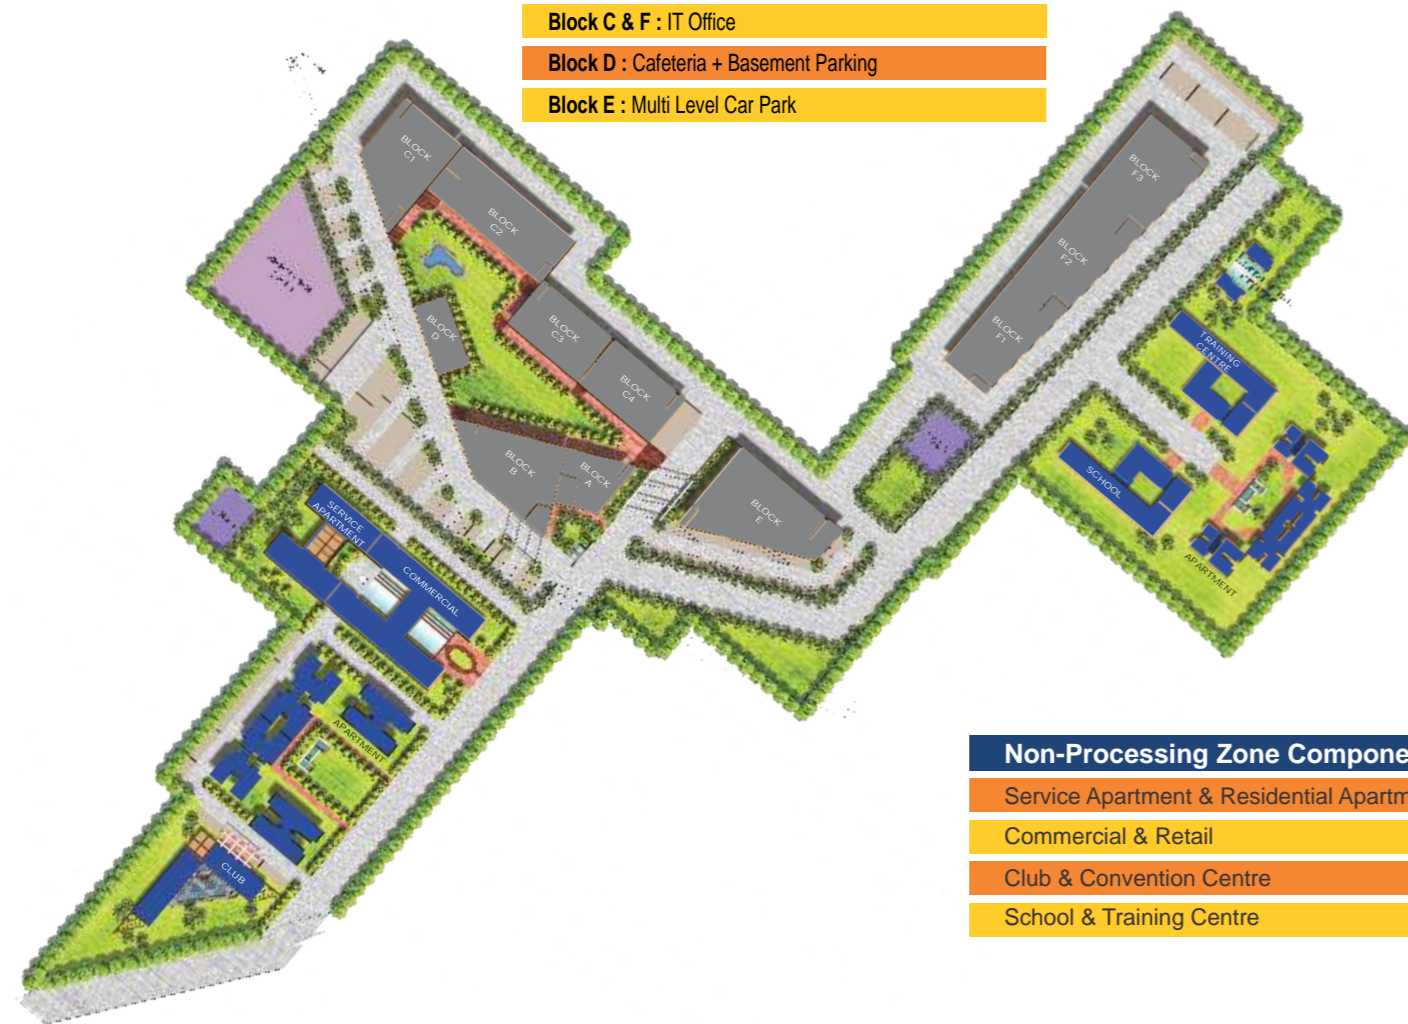 Block C & F : IT Office
Block D : Cafeteria + Basement Parking
Block E : Multi Level Car Park
BLOCK
C1
BLOCK
C2
BLOCK
D
BLOCK
C3
BLOCK
C4
BLOCK
B
BLOCK
A
BLOCK
E
BLOCK
F3
BLOCK
F2
BLOCK
F1
TRAINING
CENTRE
SCHOOL
APARTMENT
SERVICE
APARTMENT
COMMERCIAL
APARTMENT
CLUB
Non-Processing Zone Compone
Service Apartment & Residential Apartm
Commercial & Retail
Club & Convention Centre
School & Training Centre